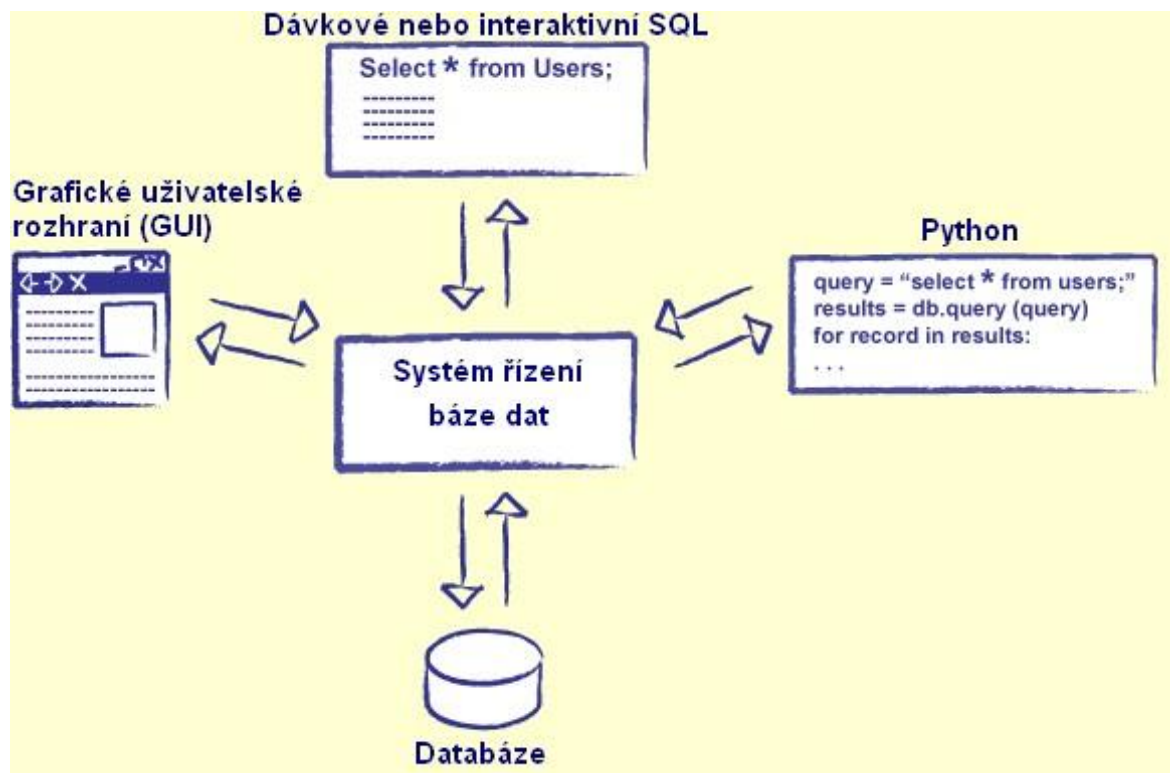 Dávkové nebo interaktivní SQL
Select * from Users;
Grafické uživatelské
rozhraní (GUI)
Python
query = “select * from users;”
results = db.query (query)
for record in results:
. . .
Systém řízení
báze dat
Databáze